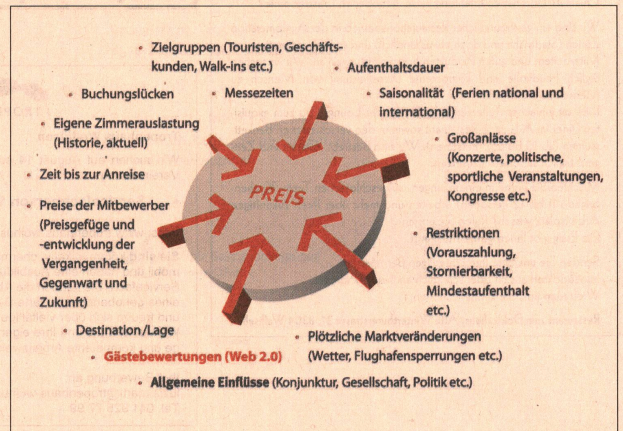 • Zielgruppen (Touristen, Geschäfts-
kunden, Walk-ins etc.)
• Aufenthaltsdauer
• Buchungslücken
• Messezeiten
• Saisonalität (Ferien national und
international)
• Eigene Zimmerauslastung
(Historie, aktuell)
• Großanlässe
(Konzerte, politische,
sportliche Veranstaltungen,
Kongresse etc.)
• Zeit bis zur Anreise
PREIS
• Preise der Mitbewerber
(Preisgefüge und
-entwicklung der
Vergangenheit,
Gegenwart und
Zukunft)
• Restriktionen
(Vorauszahlung,
Stornierbarkeit,
Mindestaufenthalt
etc.)
• Destination/Lage
• Plötzliche Marktveränderungen
(Wetter, Flughafensperrungen etc.)
• Gästebewertungen (Web 2.0)
• Allgemeine Einflüsse (Konjunktur, Gesellschaft, Politik etc.)